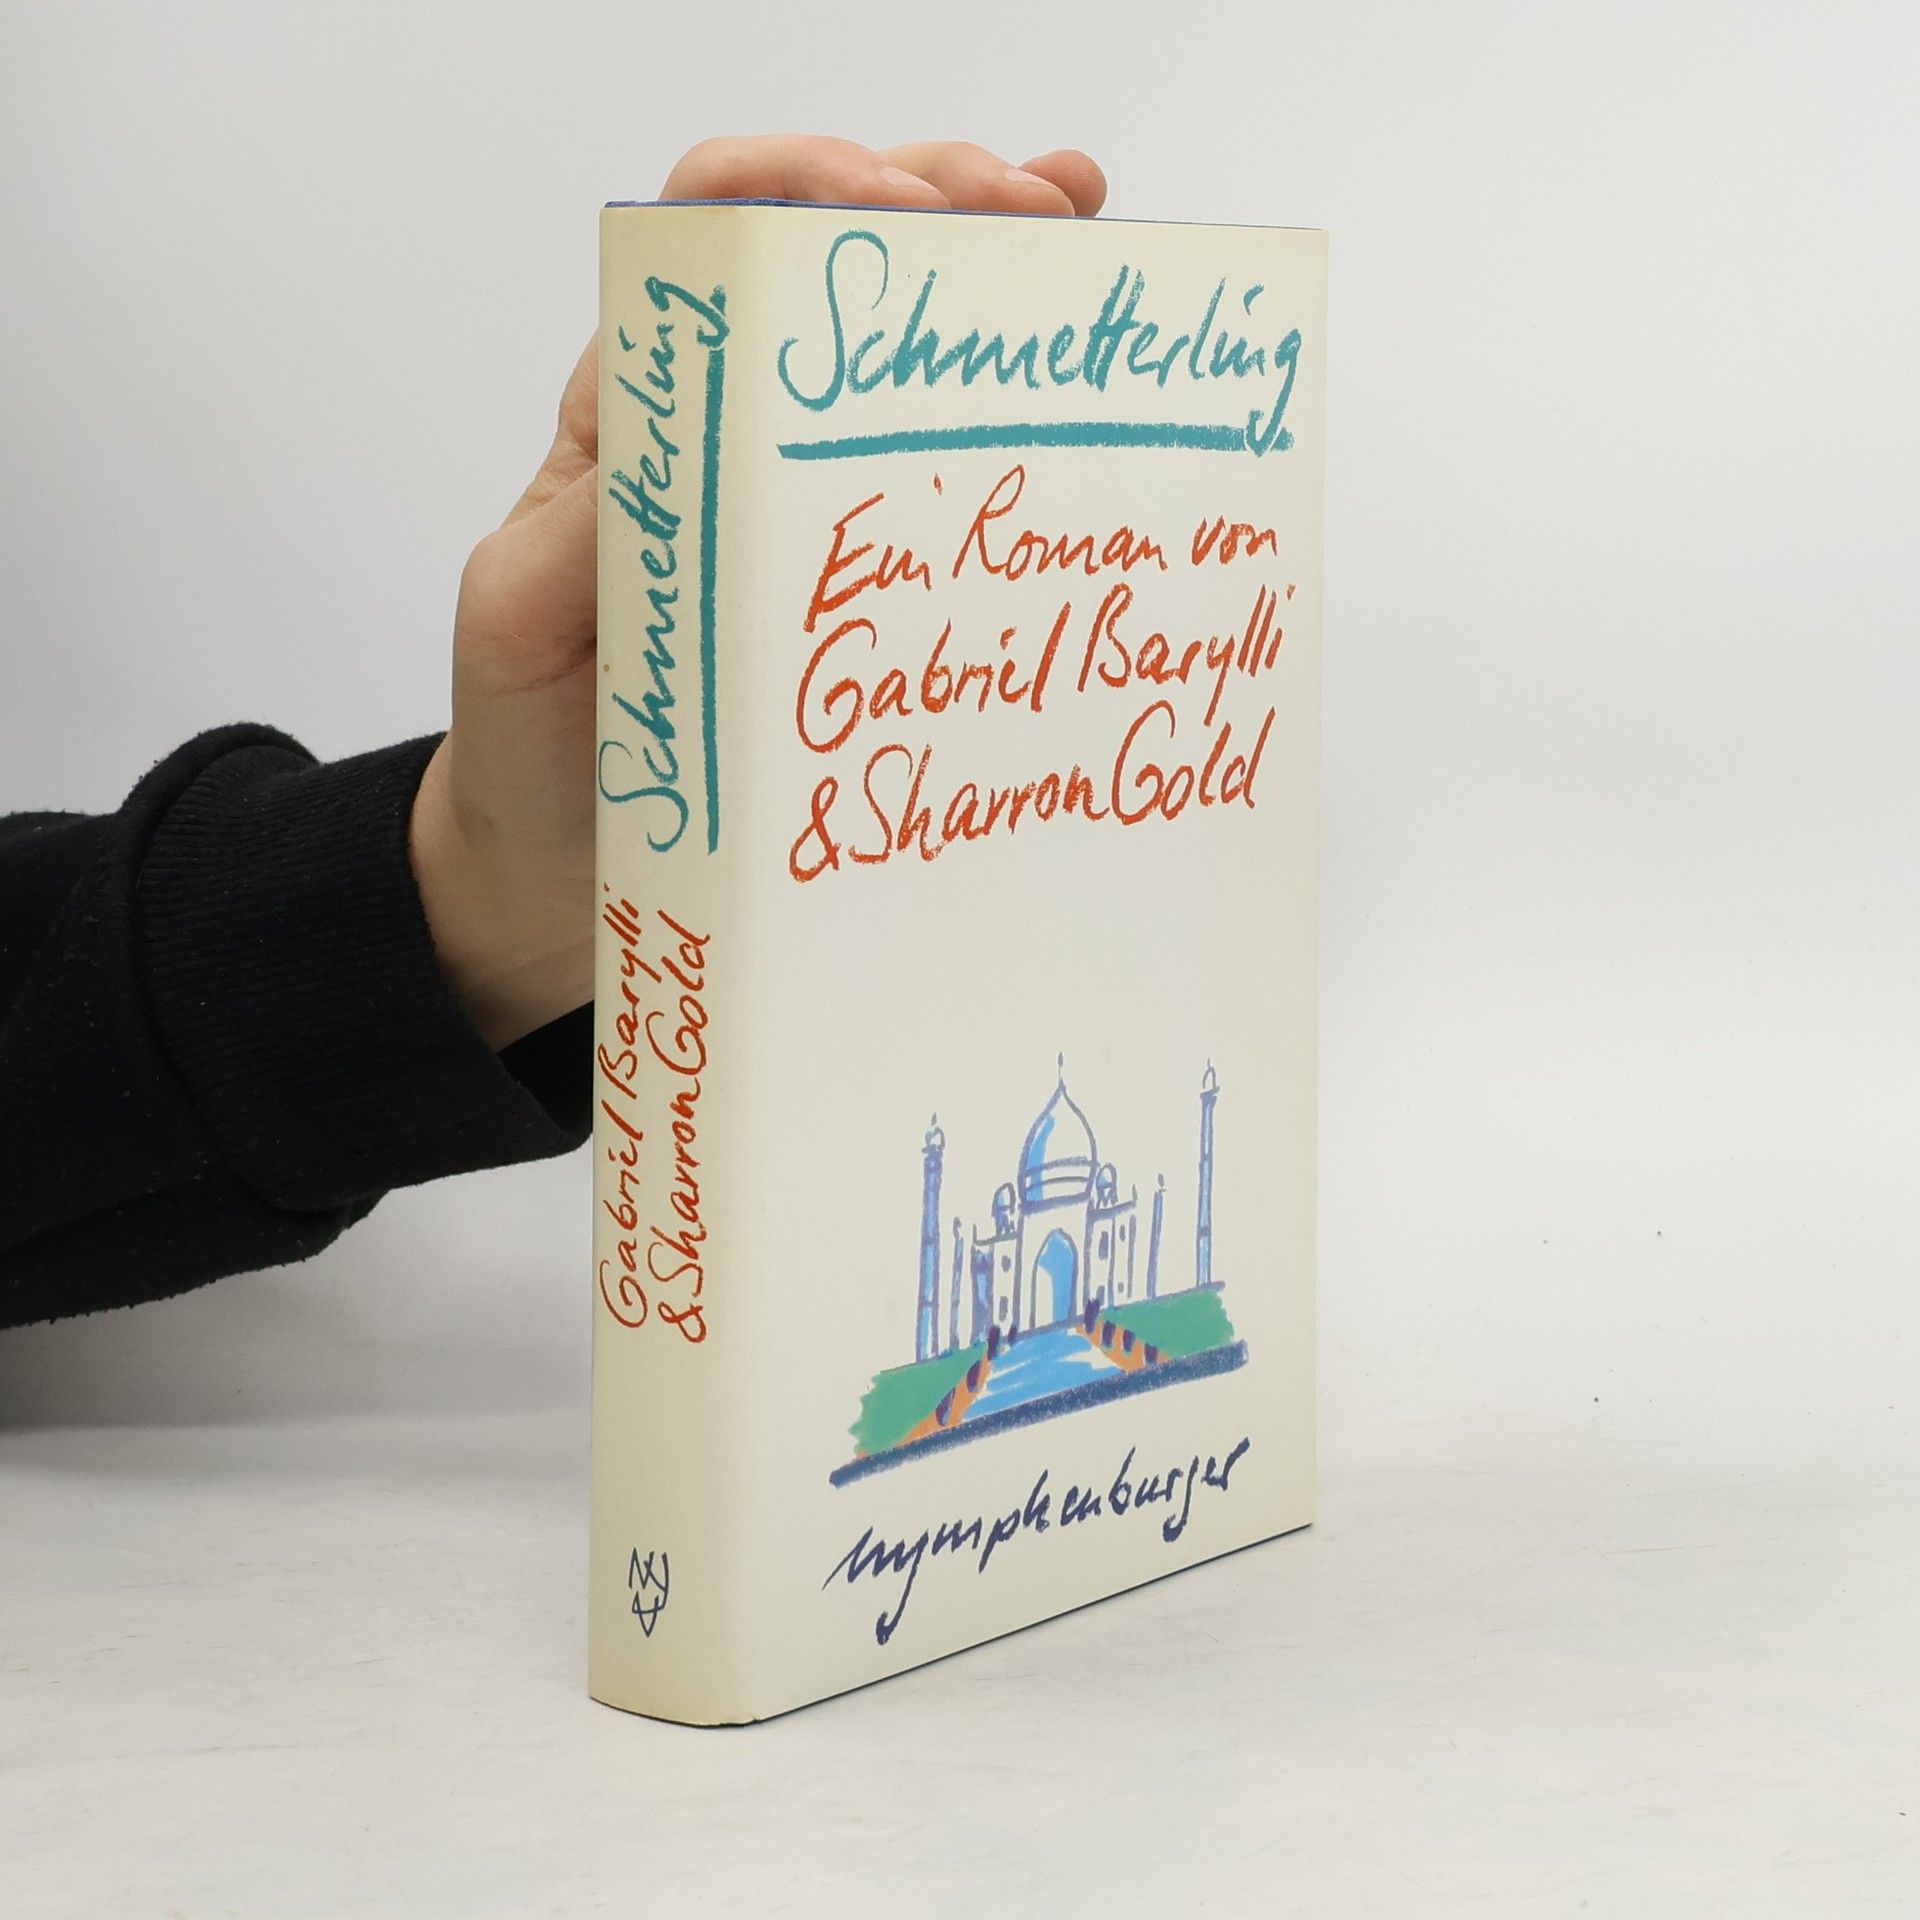 Schmetterling
Gabriel Barylli
& Sharron Gold
Schmetterling
Ein Roman von
Gabriel Barylli
& Sharron Gold
nymphenburger